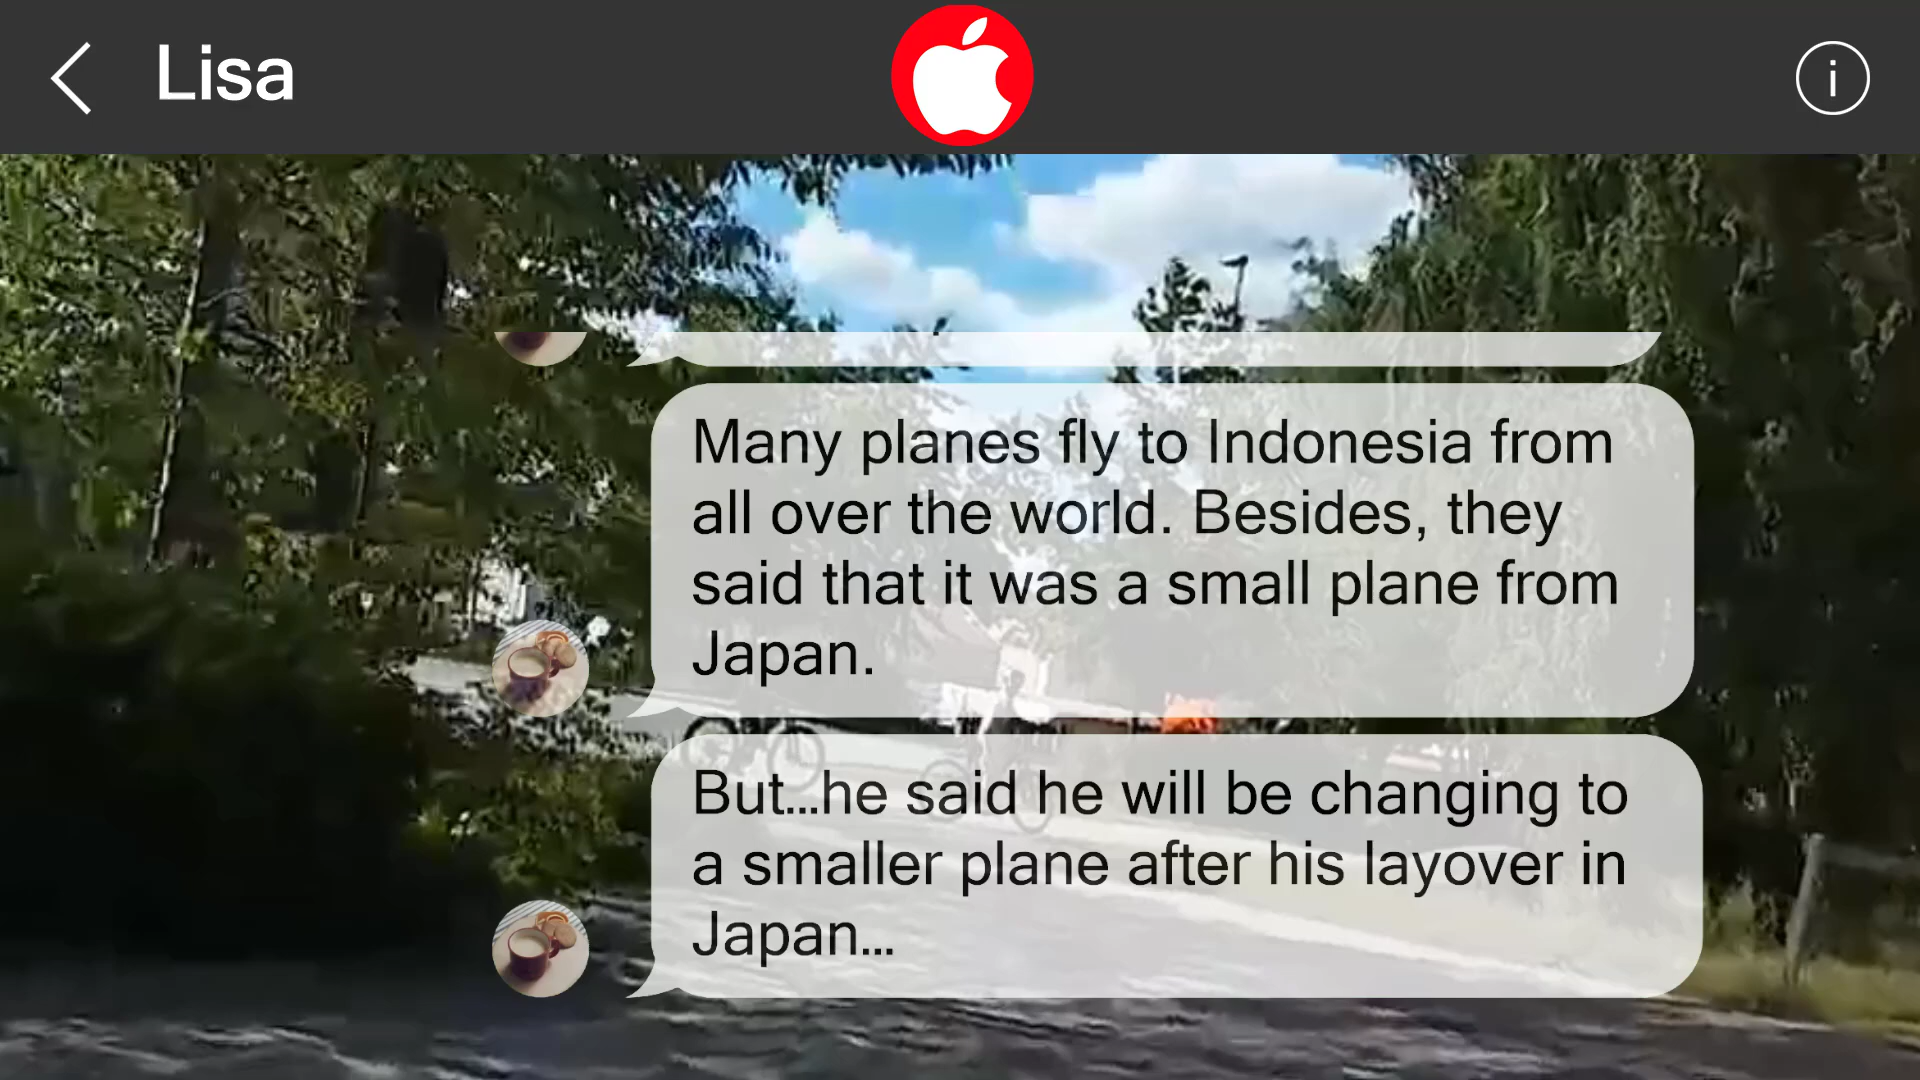 Lisa
Many planes fly to Indonesia from
all over the world. Besides, they
said that it was a small plane from
Japan.
But...he said he will be changing to
a smaller plane after his layover in
Japan...